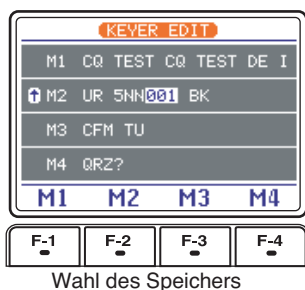 KEYER EDIT
M1 CQ TEST CQ TEST DE I
M2 UR 5NN001 BK
M3 CFM TU
M4 QRZ?
M1 M2 M3 M4
F-1 F-2 F-3 F-4
Wahl des Speichers